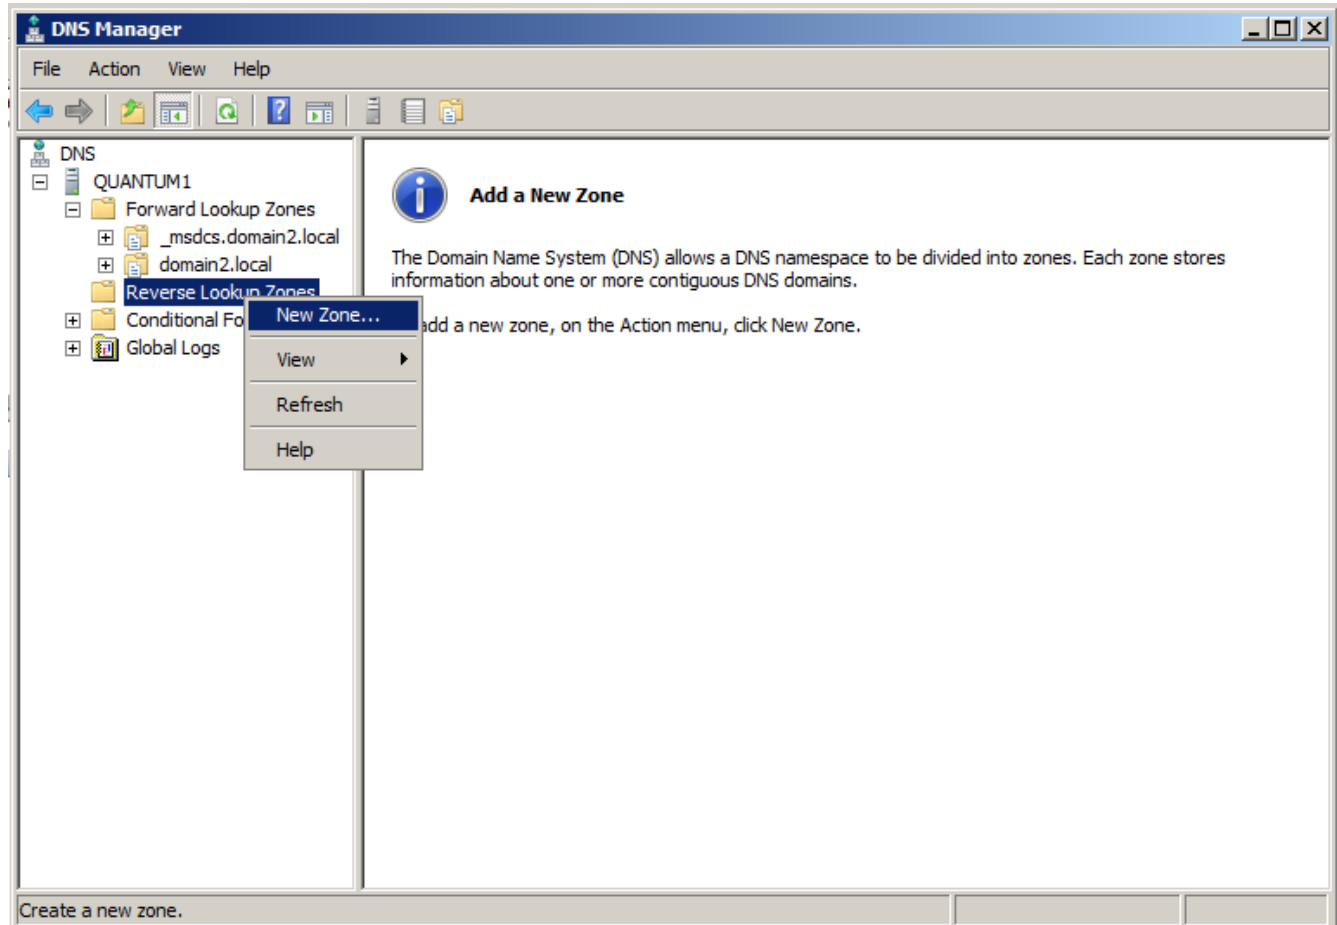 DNS Manager
File Action View Help
DNS
QUANTUM1
Forward Lookup Zones
_msdcs.domain2.local
domain2.local
Reverse Lookup Zones
Conditional Fo
Global Logs
New Zone...
View
Refresh
Help
Add a New Zone
The Domain Name System (DNS) allows a DNS namespace to be divided into zones. Each zone stores
information about one or more contiguous DNS domains.
add a new zone, on the Action menu, click New Zone.
Create a new zone.